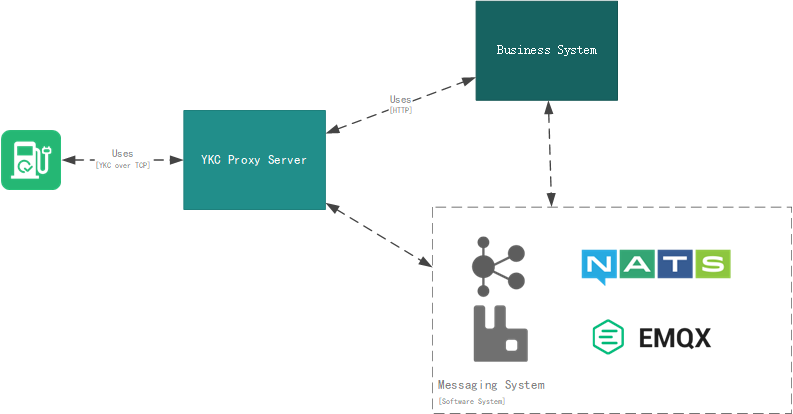 Business System
Uses
[HTTP]
Uses
[YKC over TCP]
YKC Proxy Server
NATS
EMQX
Messaging System
[Software System]